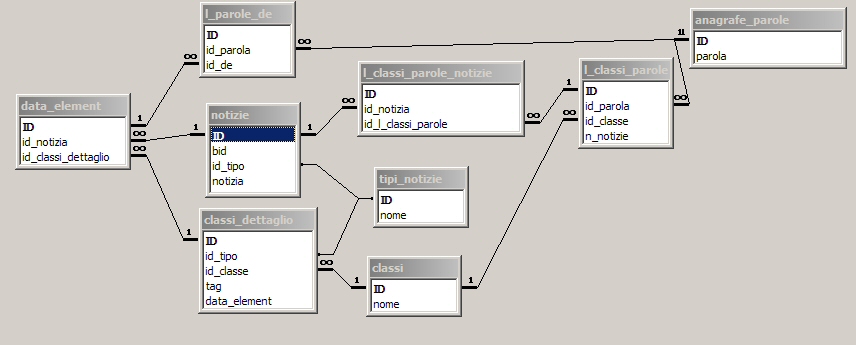 l_parole_de
ID
id_parola
id_de
anagrafe_parole
ID
parola
l_classi_parole_notizie
ID
id_notizia
id_l_classi_parole
l_classi_parole
ID
id_parola
id_classe
n_notizie
data_element
ID
id_notizia
id_classi_dettaglio
notizie
ID
bid
id_tipo
notizia
tipi_notizie
ID
nome
classi_dettaglio
ID
id_tipo
id_classe
tag
data_element
classi
ID
nome
∞
∞
1
1
∞
∞
1
1
1
∞
∞
1
∞
∞
1
∞
1
1